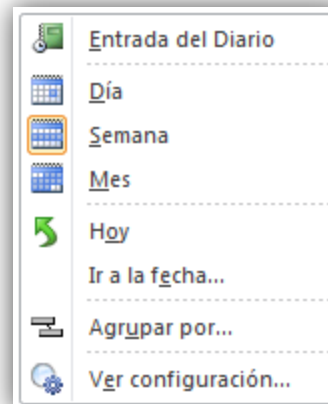 Entrada del Diario
Día
Semana
Mes
Hoy
Ir a la fecha...
Agrupar por...
Ver configuración...